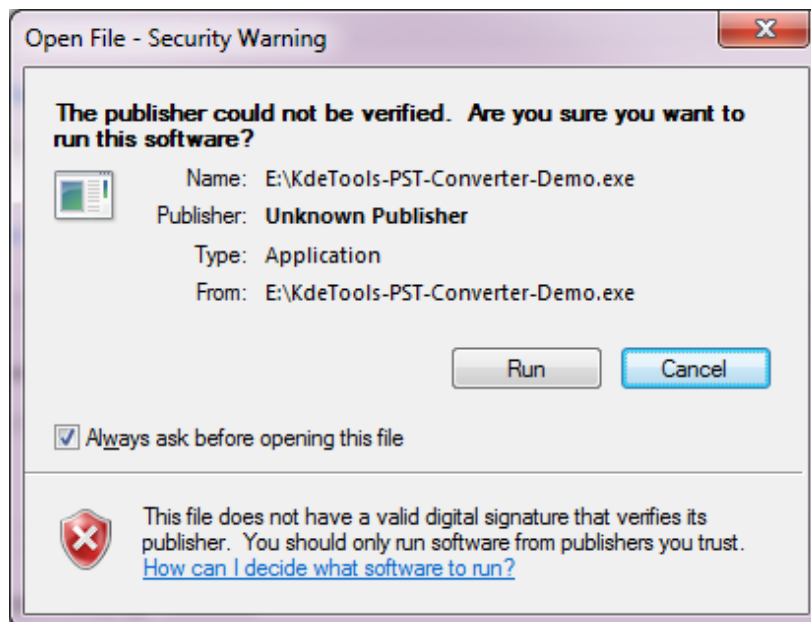 Open File - Security Warning
The publisher could not be verified. Are you sure you want to
run this software?
Name: E:\KdeTools-PST-Converter-Demo.exe
Publisher: Unknown Publisher
Type: Application
From: E:\KdeTools-PST-Converter-Demo.exe
Run Cancel
Always ask before opening this file
This file does not have a valid digital signature that verifies its
publisher. You should only run software from publishers you trust.
How can I decide what software to run?